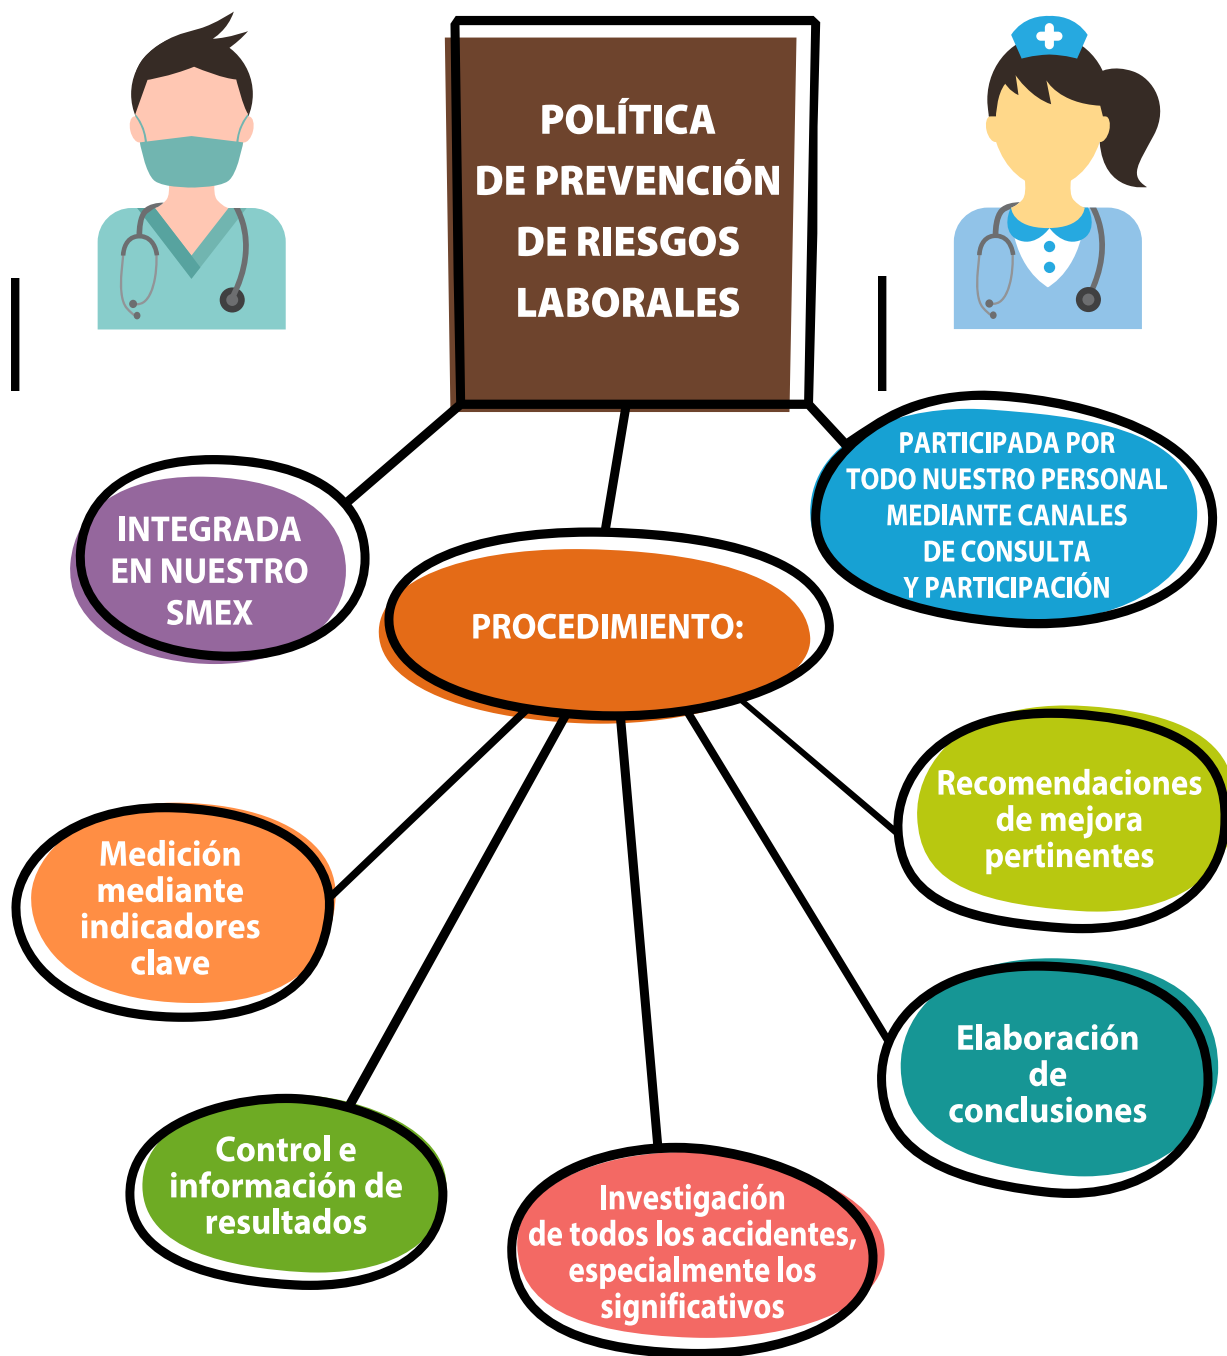 POLÍTICA
DE PREVENCIÓN
DE RIESGOS
LABORALES
INTEGRADA
EN NUESTRO
SMEX
PARTICIPADA POR
TODO NUESTRO PERSONAL
MEDIANTE CANALES
DE CONSULTA
Y PARTICIPACIÓN
PROCEDIMIENTO:
Medición
mediante
indicadores
clave
Control e
información de
resultados
Investigación
de todos los accidentes,
especialmente los
significativos
Elaboración
de
conclusiones
Recomendaciones
de mejora
pertinentes